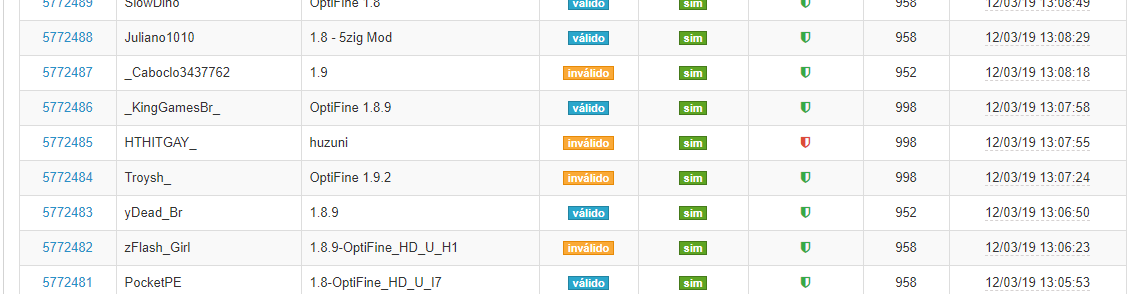 5772489 SlowDino OptiFine 1.8 válido sim 958 12/03/19 13:08:49
5772488 Juliano1010 1.8 - 5zig Mod válido sim 958 12/03/19 13:08:29
5772487 _Caboclo3437762 1.9 inválido sim 952 12/03/19 13:08:18
5772486 _KingGamesBr_ OptiFine 1.8.9 válido sim 998 12/03/19 13:07:58
5772485 HTHITGAY_ huzuni inválido sim 998 12/03/19 13:07:55
5772484 Troysh_ OptiFine 1.9.2 inválido sim 998 12/03/19 13:07:24
5772483 yDead_Br 1.8.9 válido sim 952 12/03/19 13:06:50
5772482 zFlash_Girl 1.8.9-OptiFine_HD_U_H1 inválido sim 958 12/03/19 13:06:23
5772481 PocketPE 1.8-OptiFine_HD_U_I7 válido sim 958 12/03/19 13:05:53